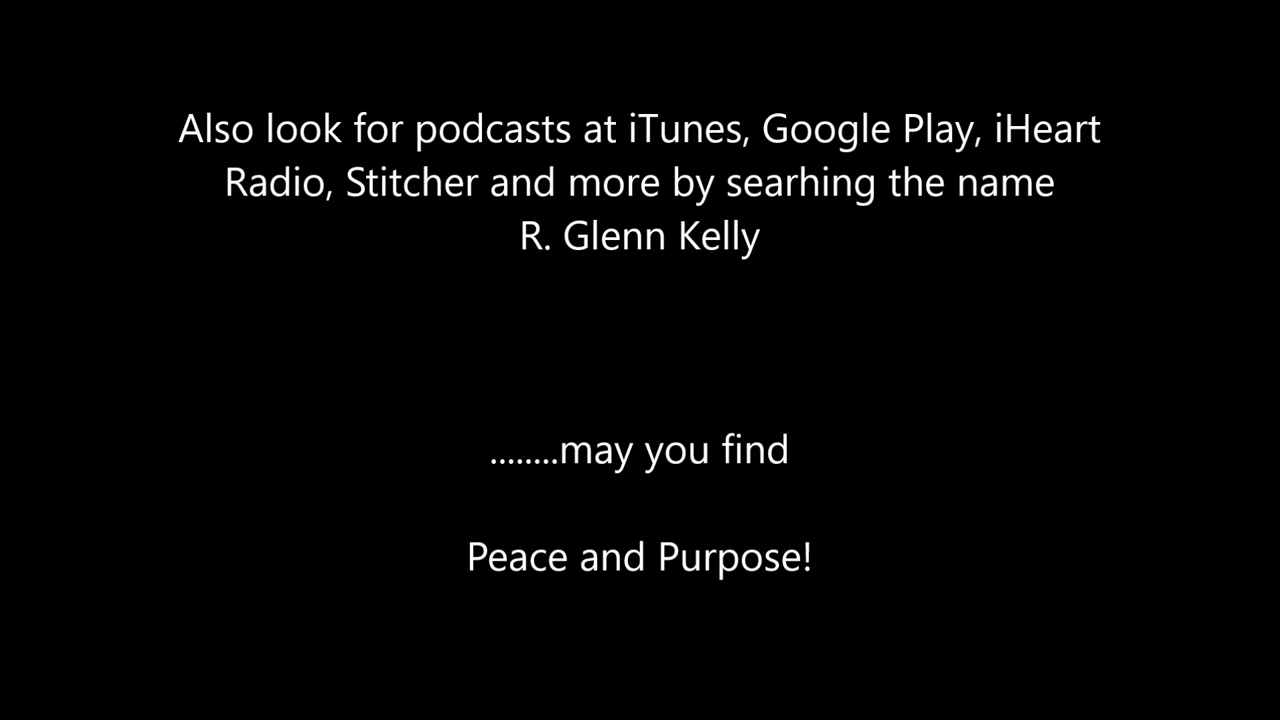 Also look for podcasts at iTunes, Google Play, iHeart
Radio, Stitcher and more by searhing the name
R. Glenn Kelly
........may you find
Peace and Purpose!